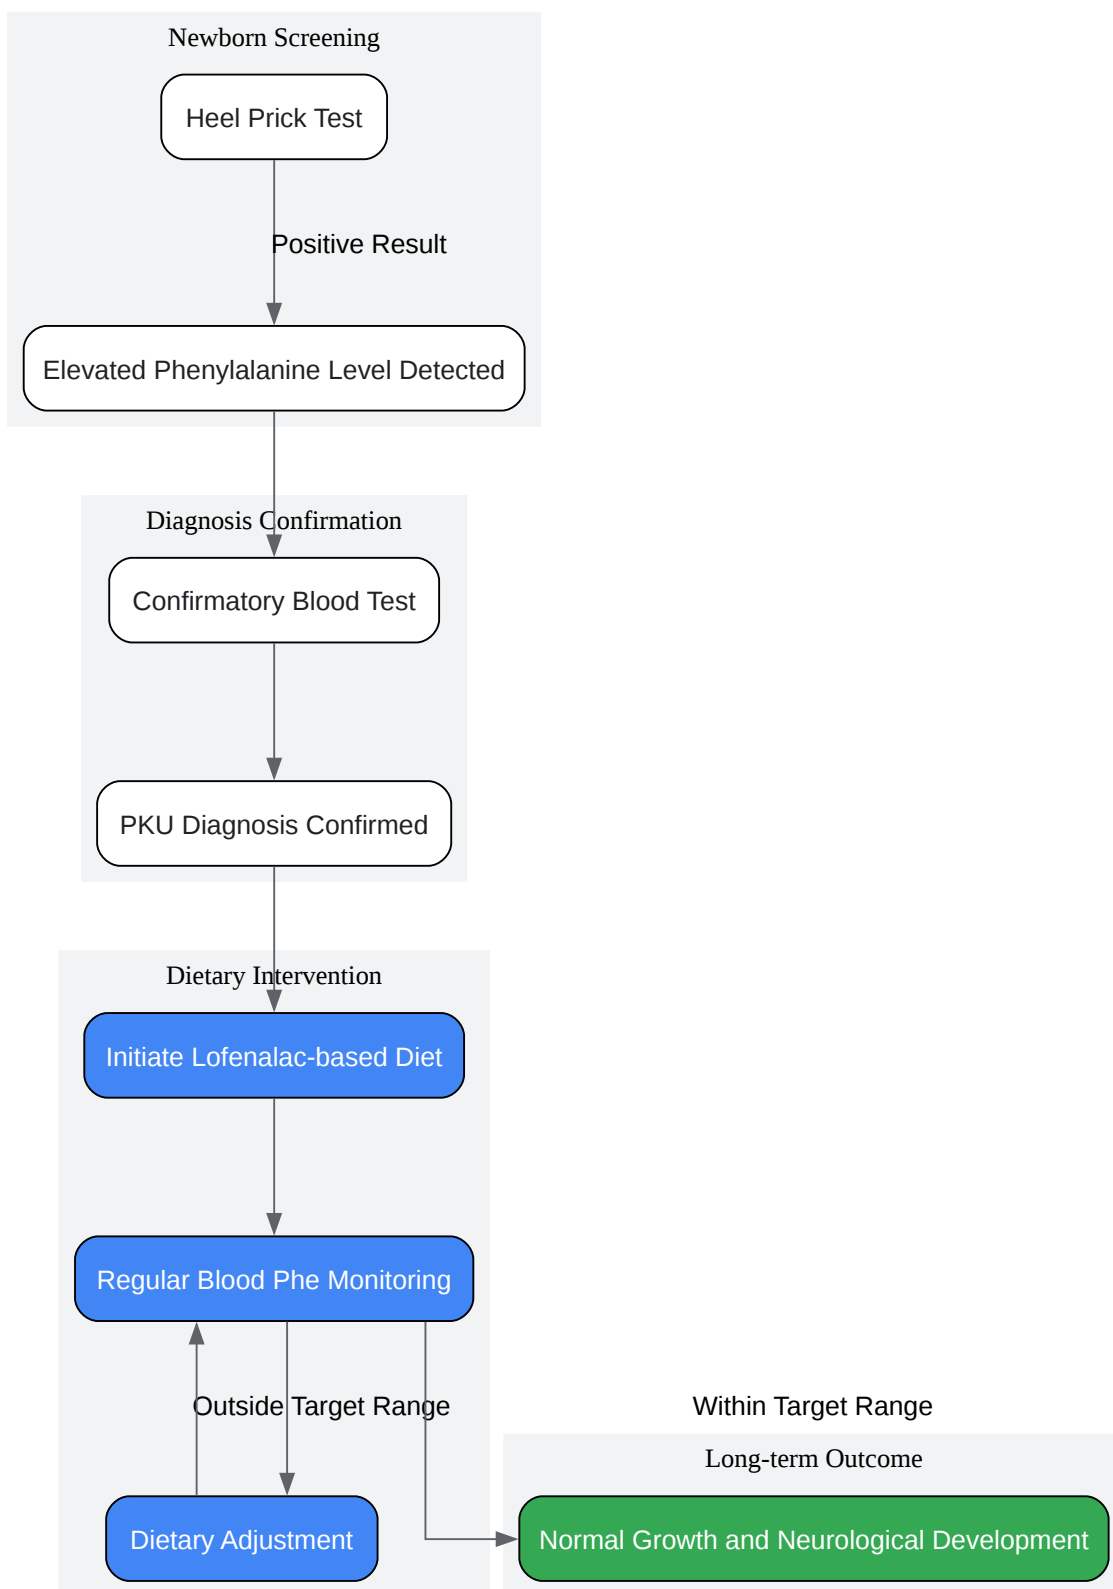 Newborn Screening
Heel Prick Test
Positive Result
Elevated Phenylalanine Level Detected
Diagnosis Confirmation
Confirmatory Blood Test
PKU Diagnosis Confirmed
Dietary Intervention
Initiate Lofenalac-based Diet
Regular Blood Phe Monitoring
Outside Target Range
Within Target Range
Long-term Outcome
Dietary Adjustment
Normal Growth and Neurological Development